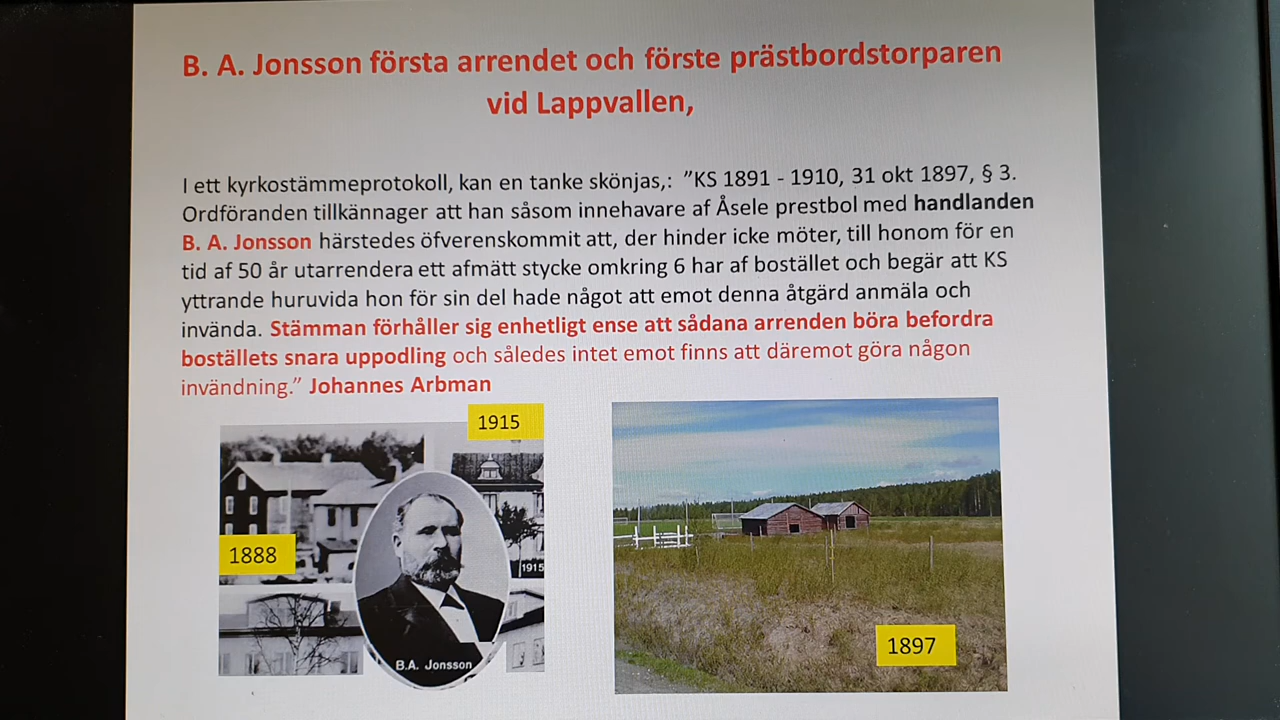 B. A. Jonsson första arrendet och förste prästbordstorparen
vid Lappvallen,
I ett kyrkostämmeprotokoll, kan en tanke skönjas,: ”KS 1891 - 1910, 31 okt 1897, § 3.
Ordföranden tillkännager att han såsom innehavare af Åsele prestbol med handlanden
B. A. Jonsson härstedes öfverenskommit att, der hinder icke möter, till honom för en
tid af 50 år utarrendera ett afmätt stycke omkring 6 har af bostället och begär att KS
yttrande huruvida hon för sin del hade något att emot denna åtgärd anmäla och
invända. Stämman förhåller sig enhetligt ense att sådana arrenden böra befordra
boställets snara uppodling och således intet emot finns att däremot göra någon
invändning.” Johannes Arbman
1915
1888
1915
B.A. Jonsson
1897